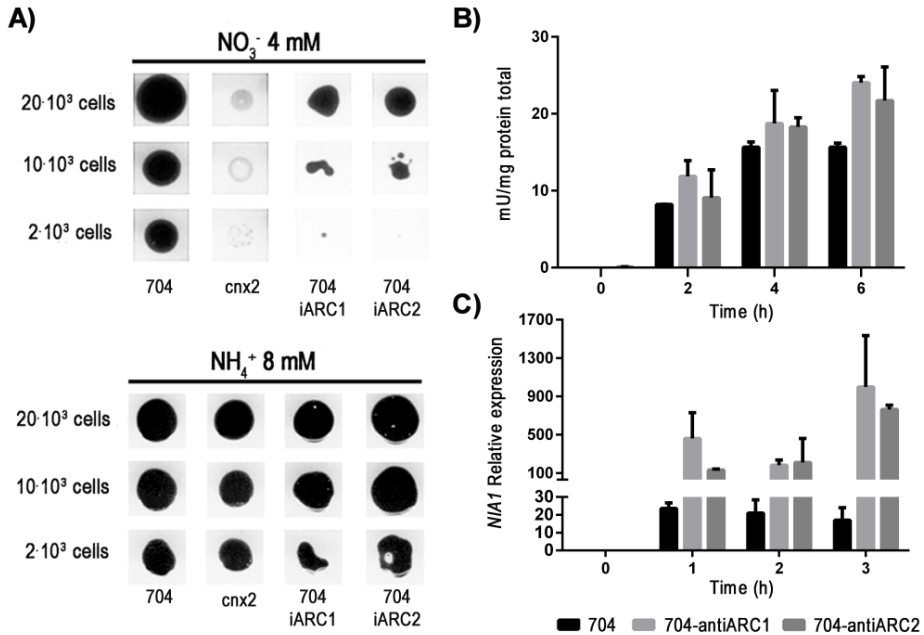 A)
NO₃⁻ 4 mM
20·10³ cells
10·10³ cells
2·10³ cells
704 cnx2 704 704
iARC1 iARC2
NH₄⁺ 8 mM
20·10³ cells
10·10³ cells
2·10³ cells
704 cnx2 704 704
iARC1 iARC2
B)
mU/mg protein total
30
20
10
0
0 2 4 6
Time (h)
C)
NIA1 Relative expression
1700
1300
900
500
100
30
20
10
0
0 1 2 3
Time (h)
704 704-antiARC1 704-antiARC2